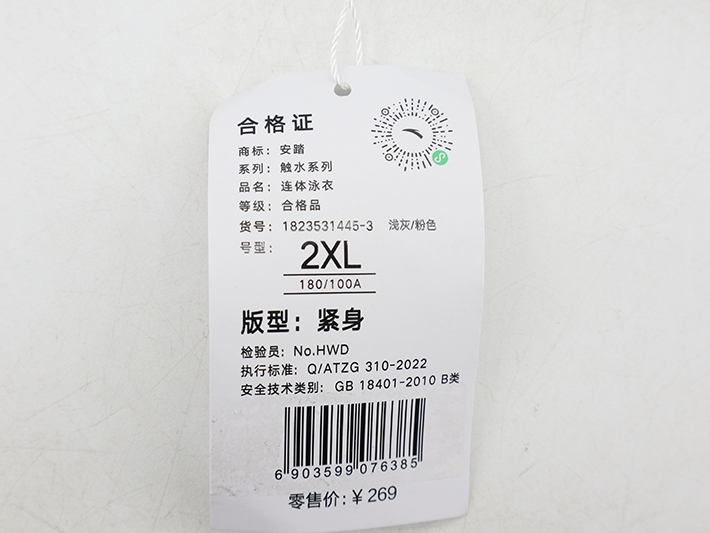 合格证
商标：安踏
系列：触水系列
品名：连体泳衣
等级：合格品
货号：1823531445-3 浅灰/粉色
号型：2XL
180/100A
版型：紧身
检验员：No.HWD
执行标准：Q/ATZG 310-2022
安全技术类别：GB 18401-2010 B类
6 903599 076385
零售价：￥269